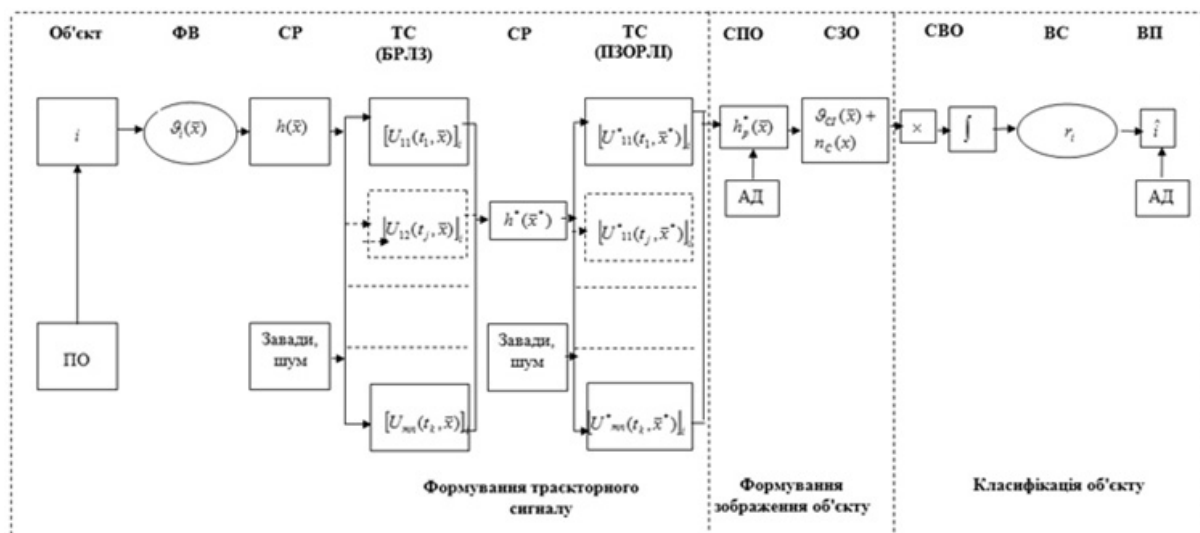 Об'єкт ФВ СР ТС СР ТС СПО СЗО СВО ВС ВП
(БРЛЗ) (ПЗОРЛІ)
i ϑᵢ(x̄) h(x̄) [U₁₁(t₁,x̄)]ᵢ [U*₁₁(t₁,x̄*)]ᵢ h*ₚ(x̄) ϑ_CI(x̄) + × ∫ rᵢ î
n_C(x)
АД АД
[U₁₂(tⱼ,x̄)]ᵢ h*(x̄*) [U*₁₁(tⱼ,x̄*)]ᵢ
ПО Завади, Завади,
шум шум
[Uₘₙ(tₖ,x̄)] [U*ₘₙ(tₖ,x̄*)]ᵢ
Формування траєкторного Формування Класифікація об'єкту
сигналу зображення об'єкту